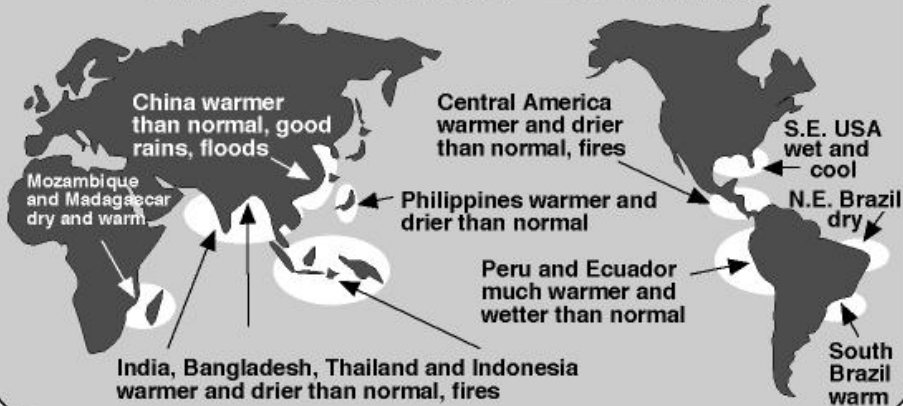 China warmer
than normal, good
rains, floods
Central America
warmer and drier
than normal, fires
S.E. USA
wet and
cool
Mozambique
and Madagascar
dry and warm
Philippines warmer and
drier than normal
N.E. Brazil
dry
Peru and Ecuador
much warmer and
wetter than normal
India, Bangladesh, Thailand and Indonesia
warmer and drier than normal, fires
South
Brazil
warm